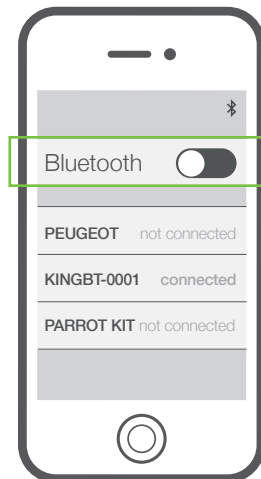 Bluetooth
PEUGEOT not connected
KINGBT-0001 connected
PARROT KIT not connected